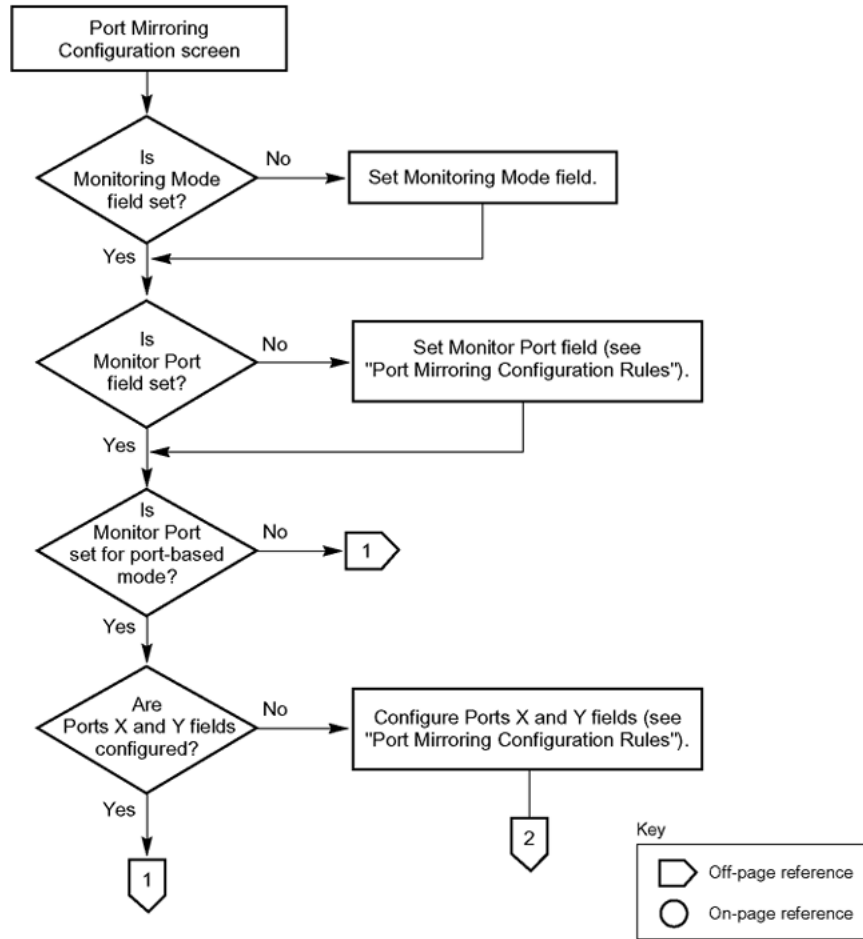 Port Mirroring
Configuration screen
Is
Monitoring Mode
field set?
No
Set Monitoring Mode field.
Yes
Is
Monitor Port
field set?
No
Set Monitor Port field (see
"Port Mirroring Configuration Rules").
Yes
Is
Monitor Port
set for port-based
mode?
No
1
Yes
Are
Ports X and Y fields
configured?
No
Configure Ports X and Y fields (see
"Port Mirroring Configuration Rules").
Yes
1
2
Key
Off-page reference
On-page reference